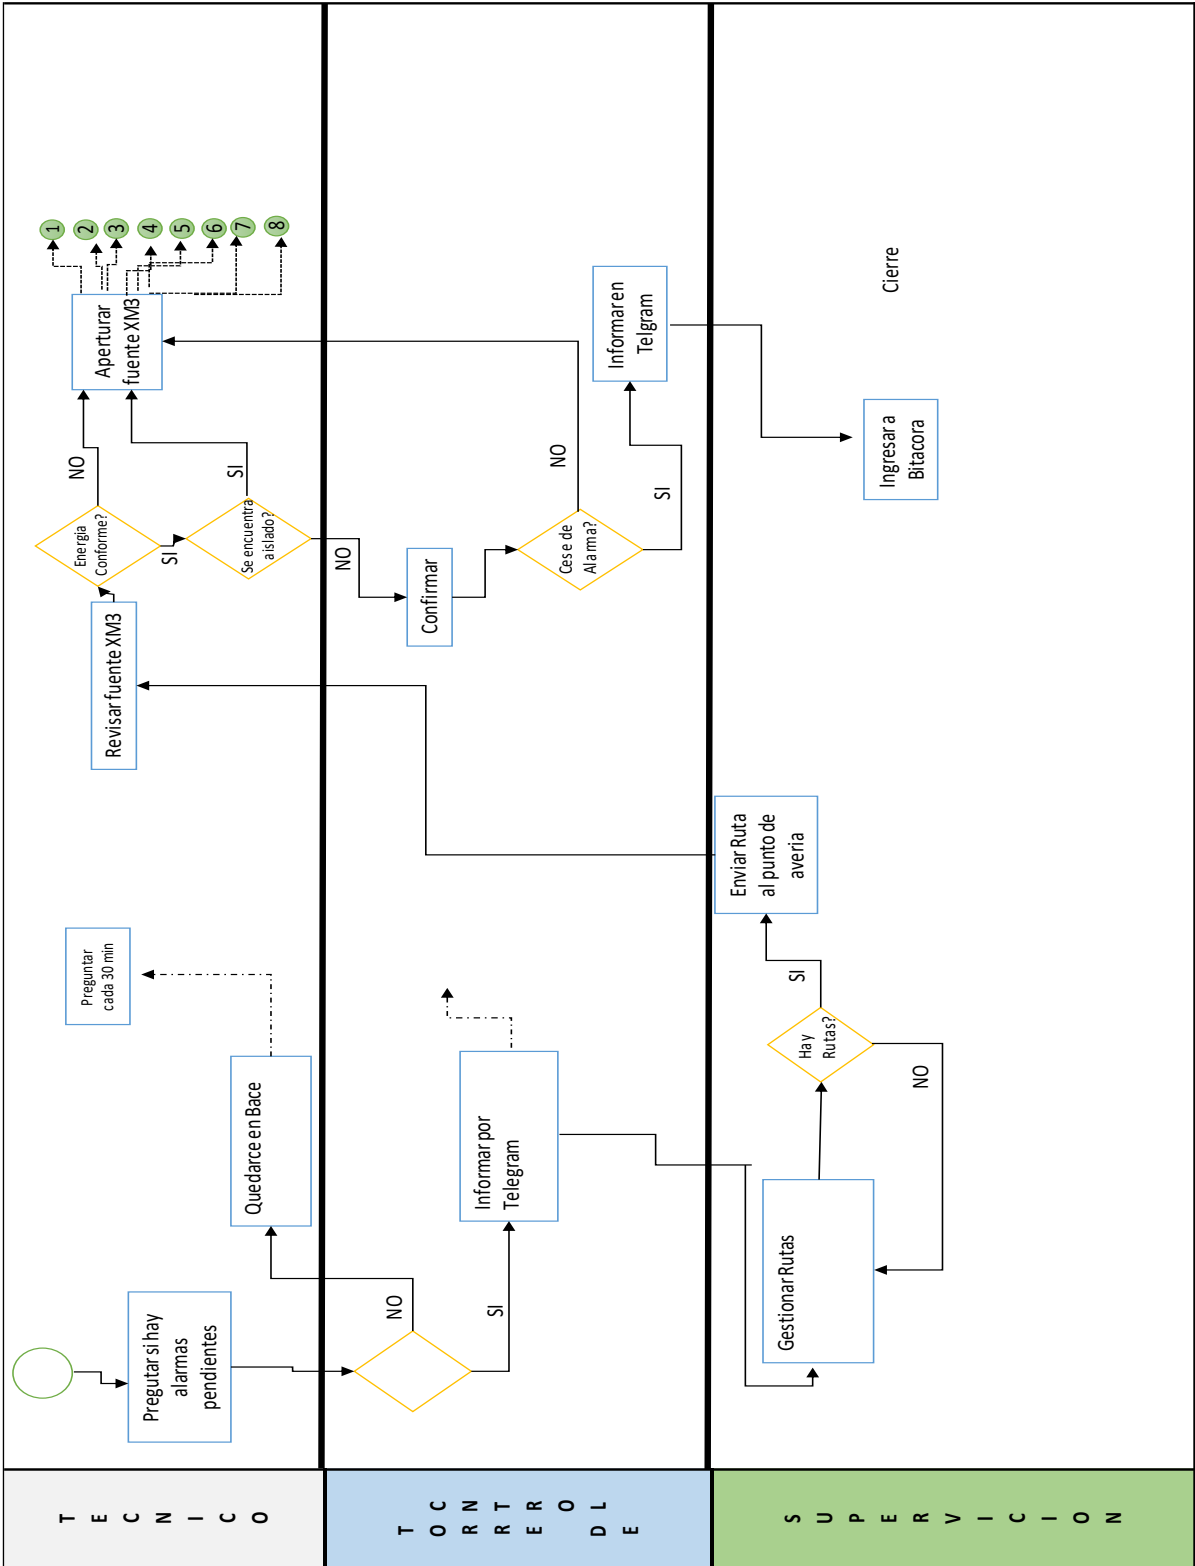 T
E
C
N
I
C
O
Pregutar si hay
alarmas
pendientes
Quedarce en Bace
Preguntar
cada 30 min
Revisar fuente XM3
Energia
Conforme?
NO
SI
Se encuentra
aislado?
SI
NO
Aperturar
fuente XM3
1
2
3
4
5
6
7
8
T
O C
R N
R T
E R
O
D L
E
NO
SI
Informar por
Telegram
Confirmar
Cese de
Alarma?
NO
SI
Informar en
Telgram
S
U
P
E
R
V
I
C
I
O
N
Gestionar Rutas
Hay
Rutas?
SI
NO
Enviar Ruta
al punto de
averia
Ingresar a
Bitacora
Cierre